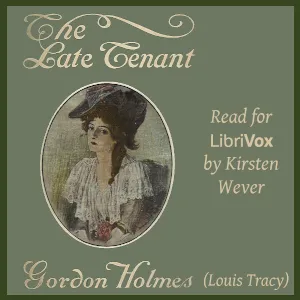 The
Late Tenant
Read for
LibriVox
by Kirsten
Wever
Gordon Holmes (Louis Tracy)